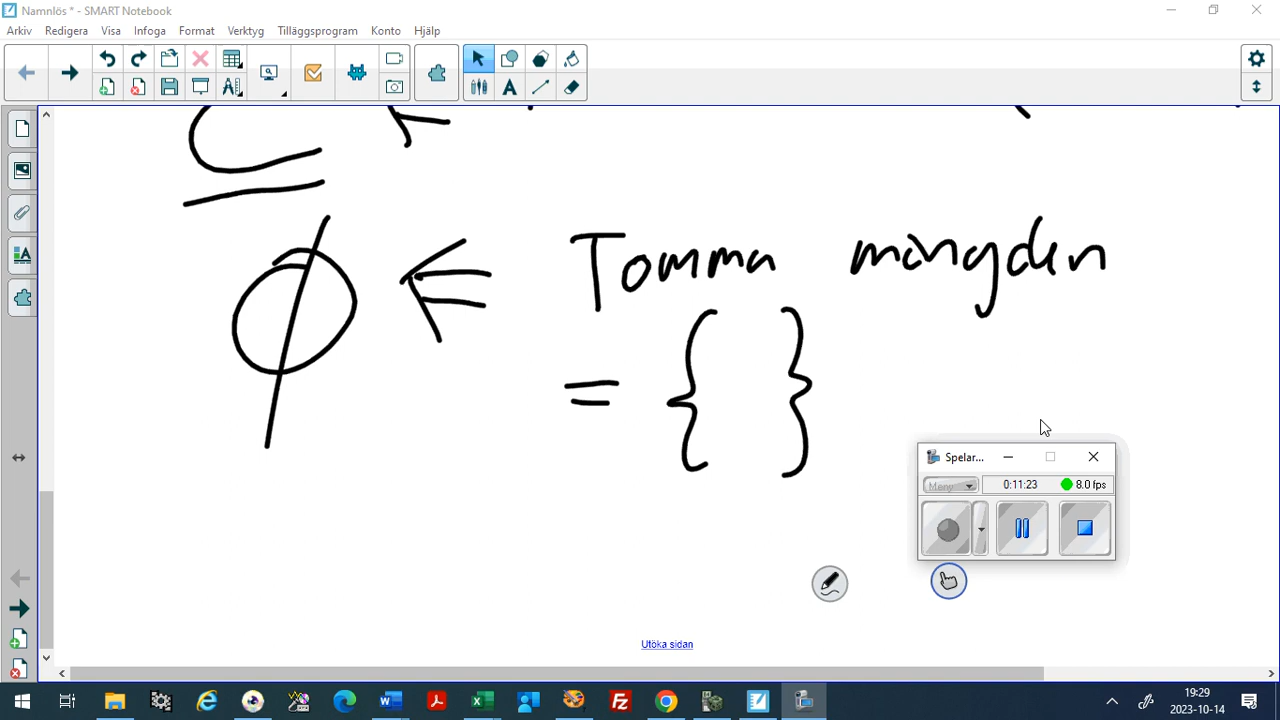 Namnlös * - SMART Notebook
Arkiv Redigera Visa Infoga Format Verktyg Tilläggsprogram Konto Hjälp
∅ ⇐ Tomma mängden
= { }
Spelar...
Meny 0:11:23 8.0 fps
Utöka sidan
19:29
2023-10-14